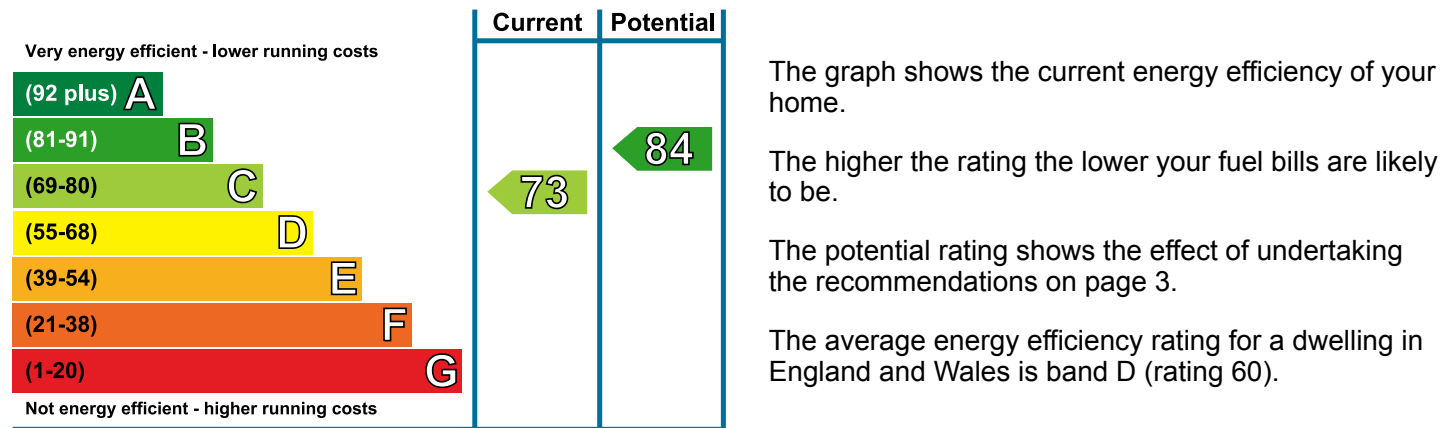 Current Potential
Very energy efficient - lower running costs
(92 plus) A
(81-91) B
(69-80) C
(55-68) D
(39-54) E
(21-38) F
(1-20) G
Not energy efficient - higher running costs
73
84
The graph shows the current energy efficiency of your
home.
The higher the rating the lower your fuel bills are likely
to be.
The potential rating shows the effect of undertaking
the recommendations on page 3.
The average energy efficiency rating for a dwelling in
England and Wales is band D (rating 60).